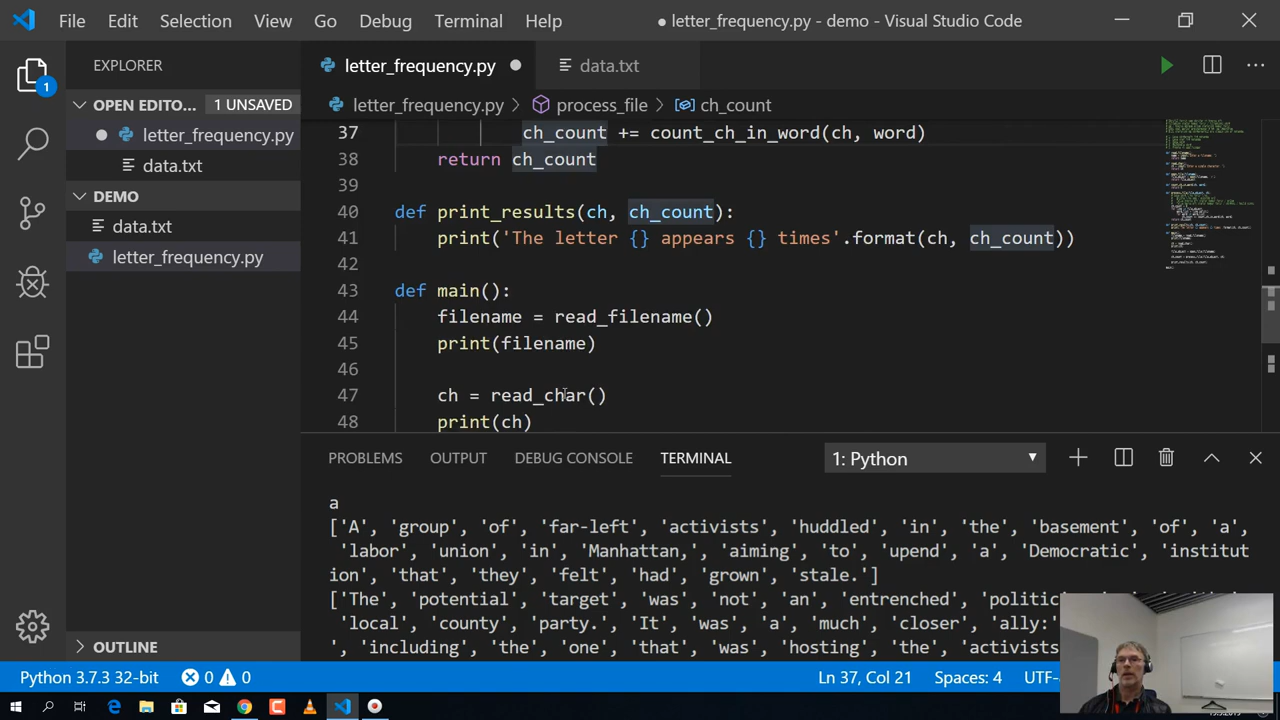 File Edit Selection View Go Debug Terminal Help ● letter_frequency.py - demo - Visual Studio Code
EXPLORER
letter_frequency.py ●
data.txt
OPEN EDITO... 1 UNSAVED
● letter_frequency.py
data.txt
DEMO
data.txt
letter_frequency.py
OUTLINE
1
letter_frequency.py > process_file > ch_count
37 ch_count += count_ch_in_word(ch, word)
38 return ch_count
39
40 def print_results(ch, ch_count):
41 print('The letter {} appears {} times'.format(ch, ch_count))
42
43 def main():
44 filename = read_filename()
45 print(filename)
46
47 ch = read_char()
48 print(ch)
PROBLEMS OUTPUT DEBUG CONSOLE TERMINAL 1: Python
a
['A', 'group', 'of', 'far-left', 'activists', 'huddled', 'in', 'the', 'basement', 'of', 'a',
'labor', 'union', 'in', 'Manhattan,', 'aiming', 'to', 'upend', 'a', 'Democratic', 'institut
ion', 'that', 'they', 'felt', 'had', 'grown', 'stale.']
['The', 'potential', 'target', 'was', 'not', 'an', 'entrenched',
'local', 'county', 'party.', 'It', 'was', 'a', 'much', 'closer', 'ally:'
', 'including', 'the', 'one', 'that', 'was', 'hosting', 'the',
Python 3.7.3 32-bit 0 0 Ln 37, Col 21 Spaces: 4